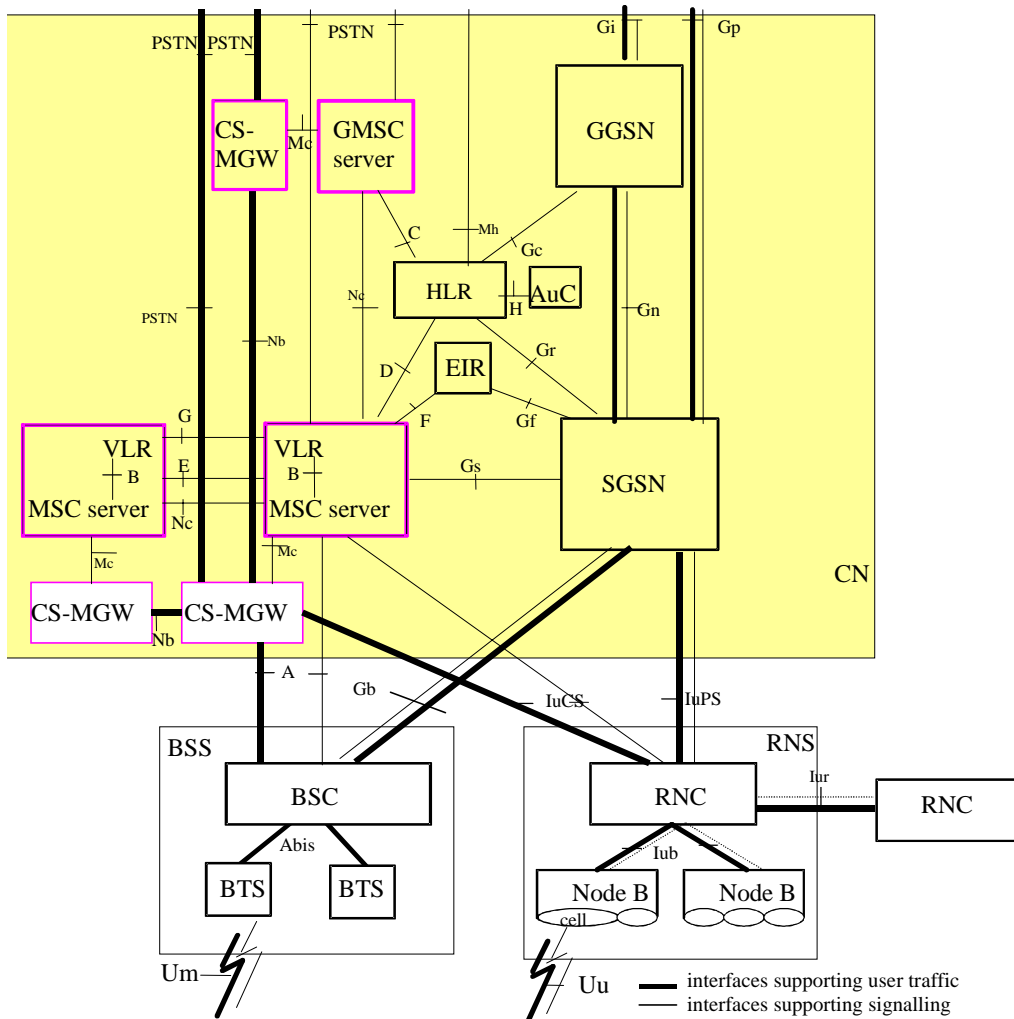 PSTN PSTN PSTN Gi Gp
CS-
MGW
Mc
GMSC
server
GGSN
C
Mh
Gc
Nc
HLR
H
AuC
Gn
PSTN
Nb
D
EIR
Gr
F
Gf
G
VLR
B
E
MSC server
Nc
VLR
B
MSC server
Gs
SGSN
Mc
Mc
CN
CS-MGW
Nb
CS-MGW
A
Gb
IuCS
IuPS
BSS
RNS
BSC
RNC
Iur
RNC
Abis
Iub
BTS
BTS
Node B
cell
Node B
Um
Uu
interfaces supporting user traffic
interfaces supporting signalling